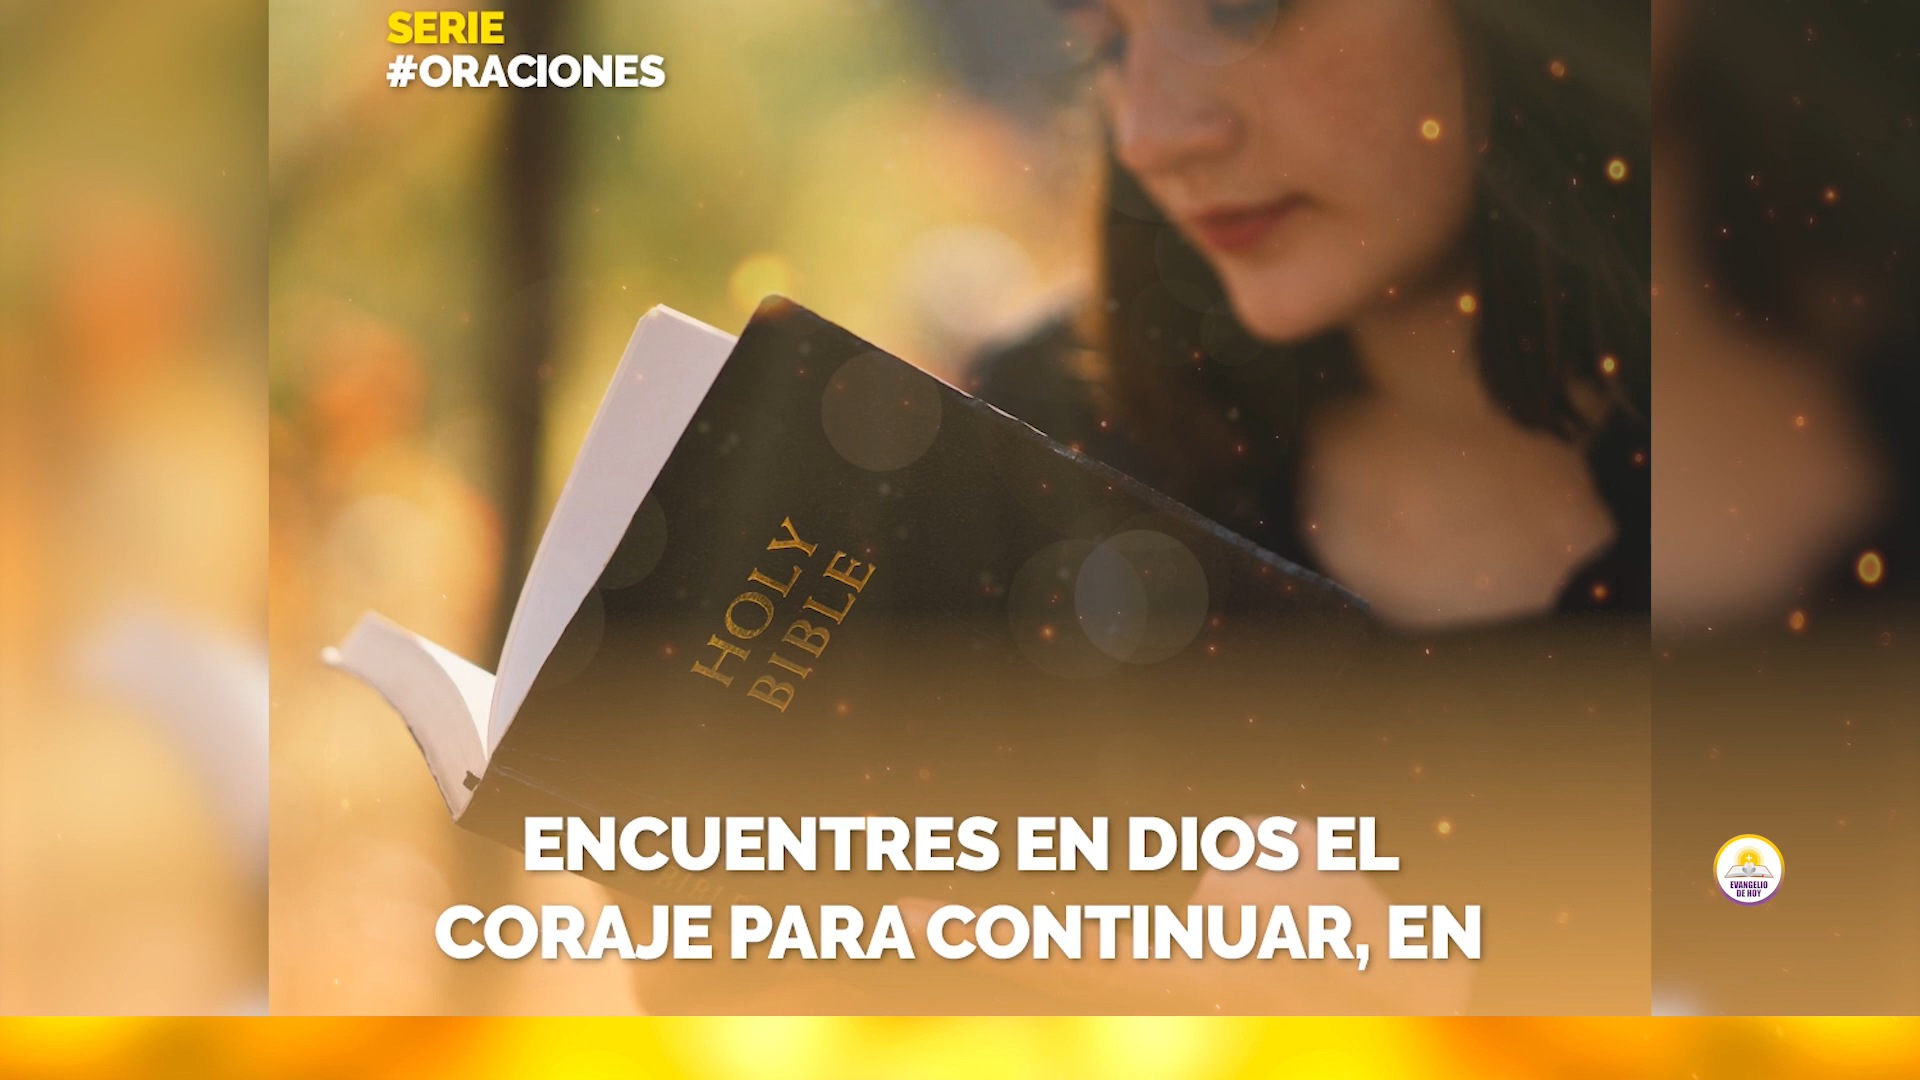 SERIE
#ORACIONES
HOLY
BIBLE
ENCUENTRES EN DIOS EL
CORAJE PARA CONTINUAR, EN
EVANGELIO
DE HOY